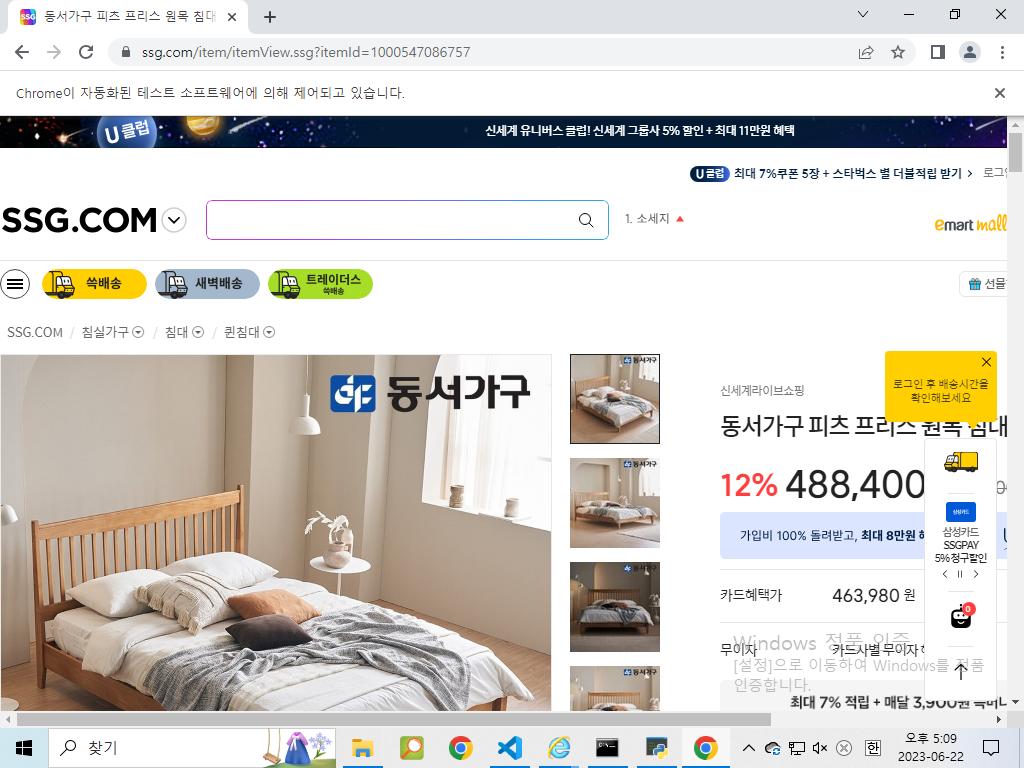 동서가구 피츠 프리스 원목 침대
ssg.com/item/itemView.ssg?itemId=1000547086757
Chrome이 자동화된 테스트 소프트웨어에 의해 제어되고 있습니다.
U클럽
신세계 유니버스 클럽! 신세계 그룹사 5% 할인 + 최대 11만원 혜택
U클럽 최대 7%쿠폰 5장 + 스타벅스 별 더블적립 받기 >
SSG.COM
1. 소세지
emart mall
쓱배송
새벽배송
트레이더스
쓱배송
선물
SSG.COM / 침실가구 / 침대 / 퀸침대
동서가구
신세계라이브쇼핑
로그인 후 배송시간을
확인해보세요
동서가구 피츠 프리스 원목 침대
12% 488,400
삼성카드
삼성카드
SSGPAY
5% 청구할인
가입비 100% 돌려받고, 최대 8만원
카드혜택가 463,980 원
0
무이자 카드사별 무이자
Windows 정품 인증
[설정]으로 이동하여 Windows를 정품
인증합니다.
최대 7% 적립 + 매달 3,900원
찾기
한
오후 5:09
2023-06-22